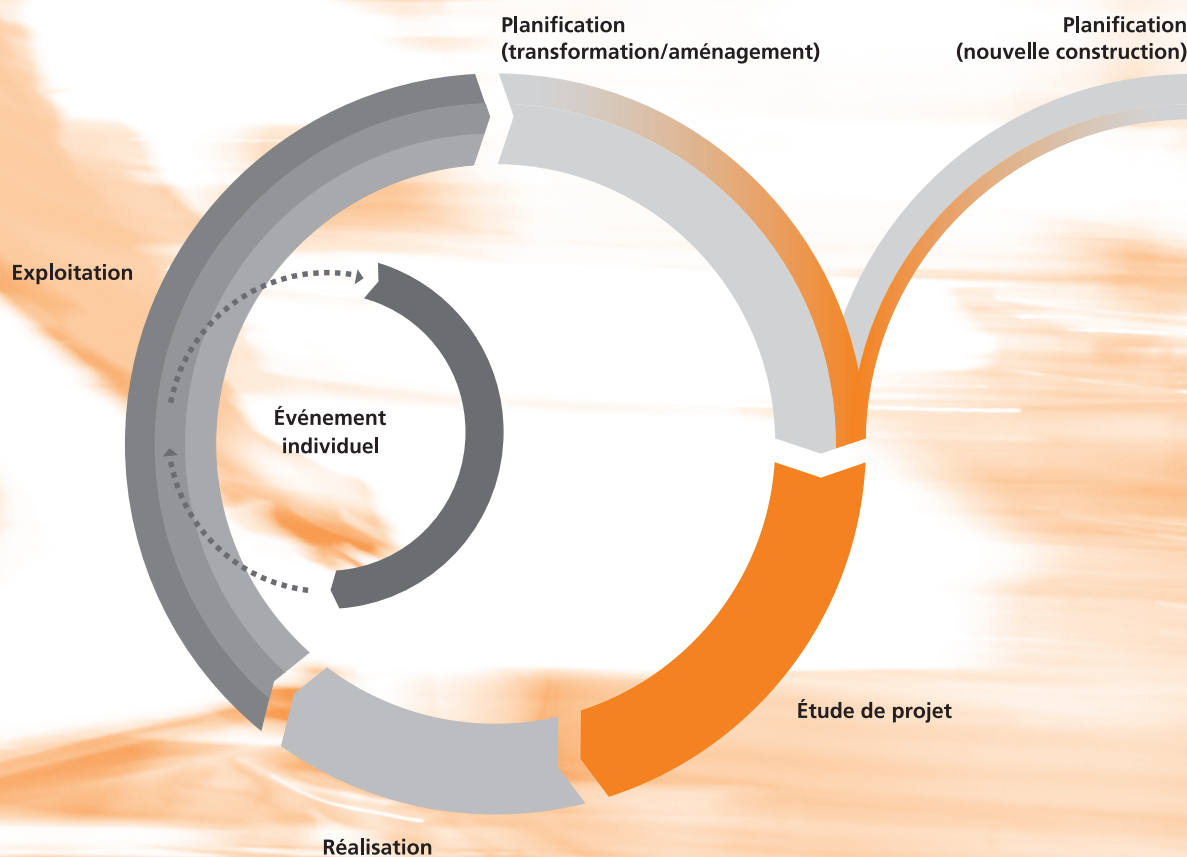 Planification
(transformation/aménagement)
Planification
(nouvelle construction)
Exploitation
Événement
individuel
Étude de projet
Réalisation